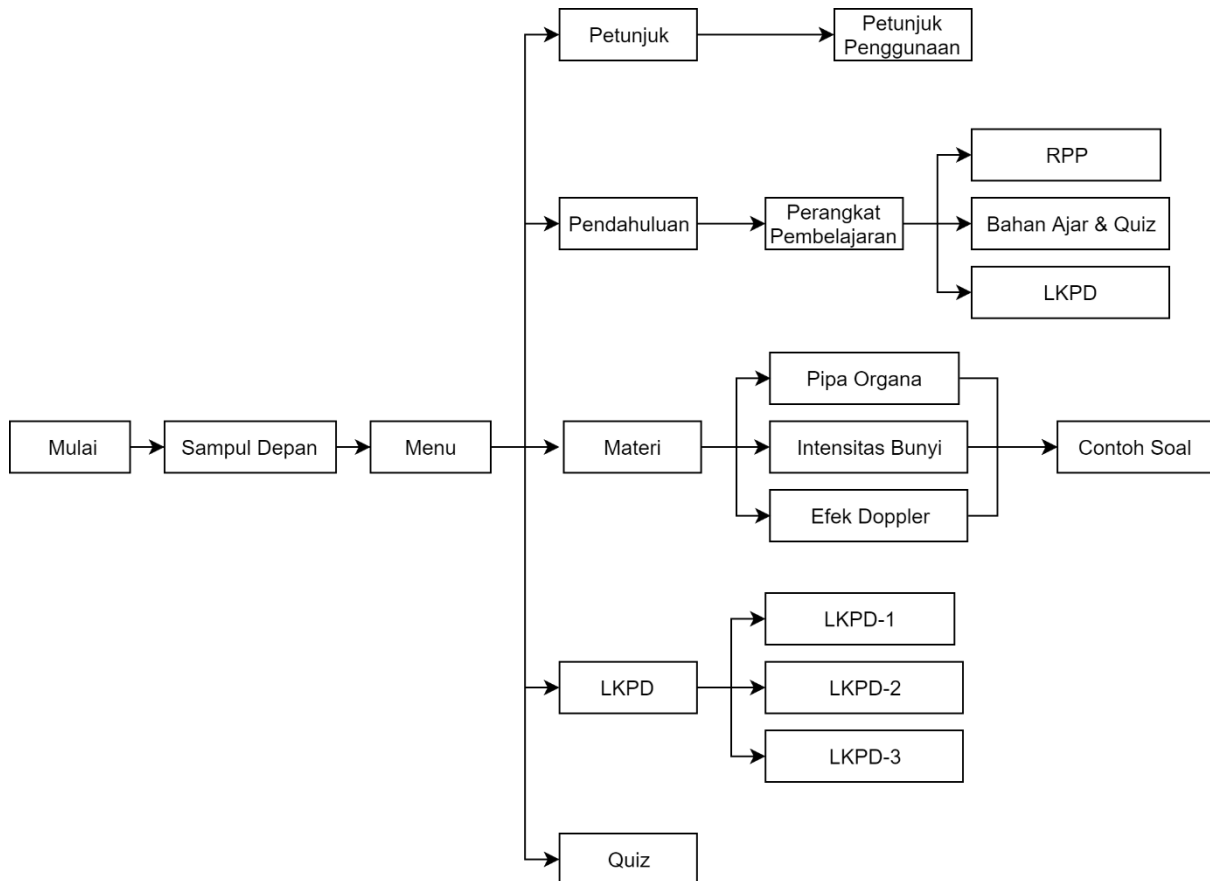 Petunjuk
Petunjuk
Penggunaan
RPP
Pendahuluan
Perangkat
Pembelajaran
Bahan Ajar & Quiz
LKPD
Pipa Organa
Mulai
Sampul Depan
Menu
Materi
Intensitas Bunyi
Contoh Soal
Efek Doppler
LKPD-1
LKPD
LKPD-2
LKPD-3
Quiz